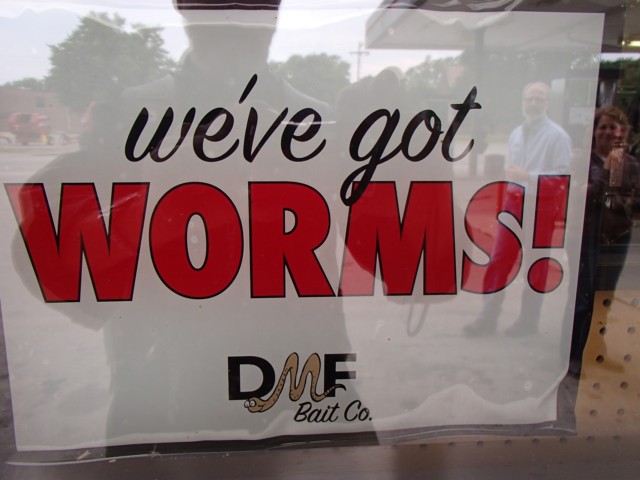 we've got
WORMS!
DMF
Bait Co.